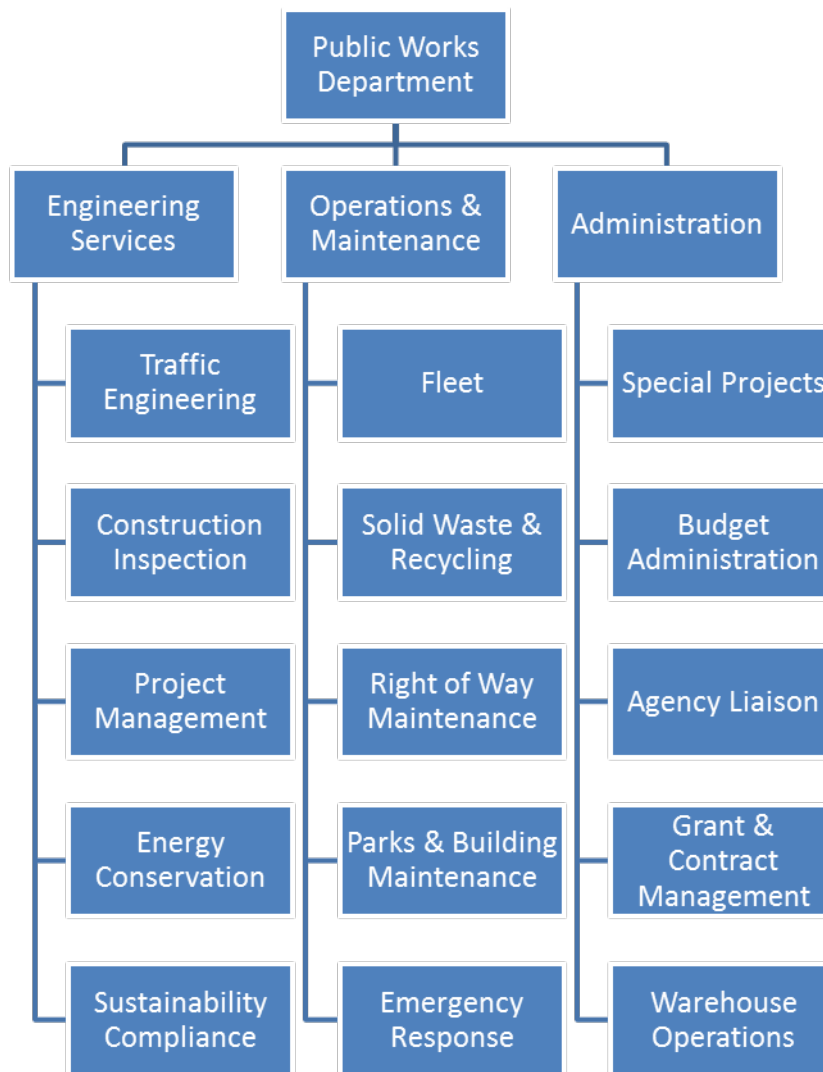 Public Works
Department
Engineering
Services
Operations &
Maintenance
Administration
Traffic
Engineering
Fleet
Special Projects
Construction
Inspection
Solid Waste &
Recycling
Budget
Administration
Project
Management
Right of Way
Maintenance
Agency Liaison
Energy
Conservation
Parks & Building
Maintenance
Grant &
Contract
Management
Sustainability
Compliance
Emergency
Response
Warehouse
Operations